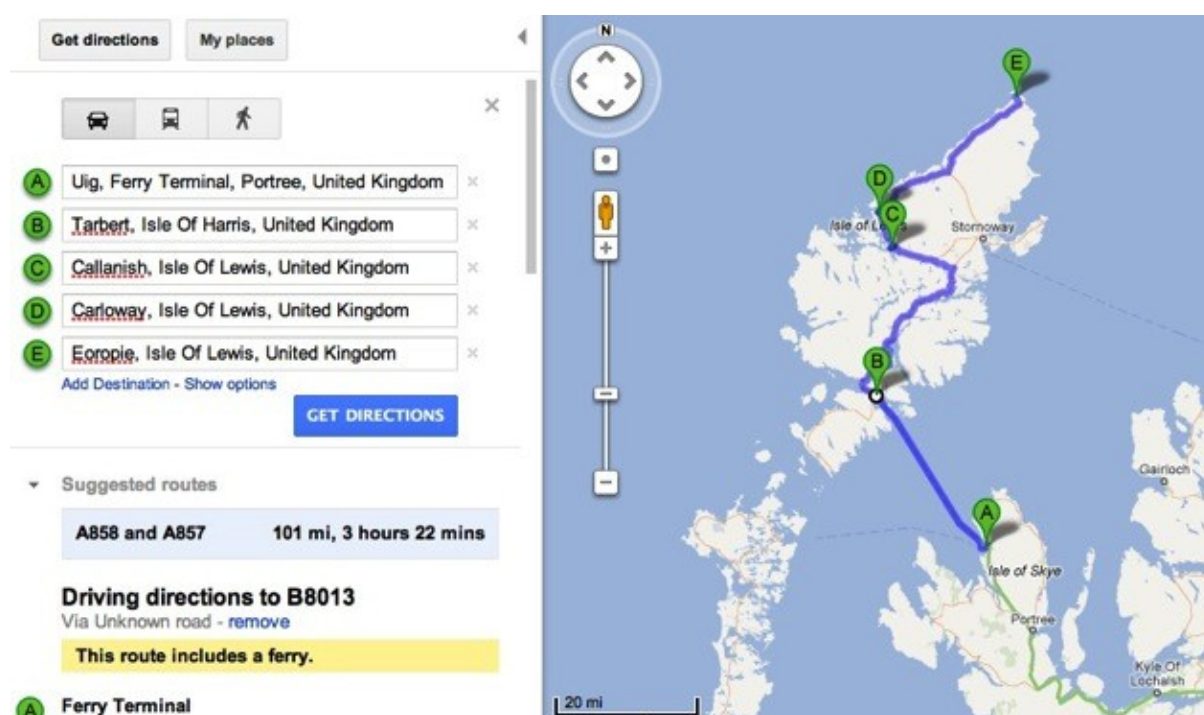 Get directions
My places
A
Uig, Ferry Terminal, Portree, United Kingdom
B
Tarbert, Isle Of Harris, United Kingdom
C
Callanish, Isle Of Lewis, United Kingdom
D
Carloway, Isle Of Lewis, United Kingdom
E
Eoropie, Isle Of Lewis, United Kingdom
Add Destination - Show options
GET DIRECTIONS
Suggested routes
A858 and A857 101 mi, 3 hours 22 mins
Driving directions to B8013
Via Unknown road - remove
This route includes a ferry.
A
Ferry Terminal
N
E
D
C
Isle of Lewis
Stornoway
B
Gairloch
A
Isle of Skye
Portree
Kyle Of
Lochalsh
20 mi